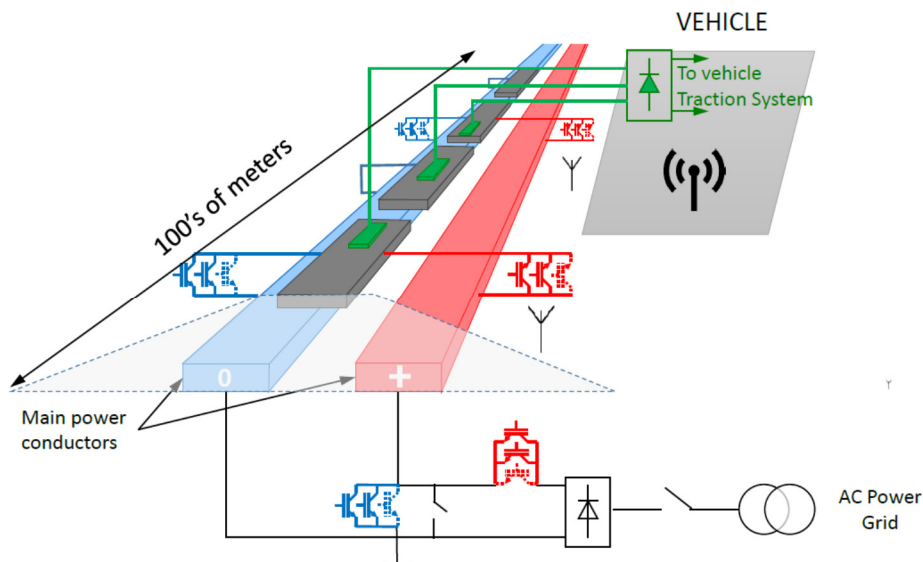 VEHICLE
To vehicle
Traction System
100's of meters
0
+
Main power
conductors
AC Power
Grid